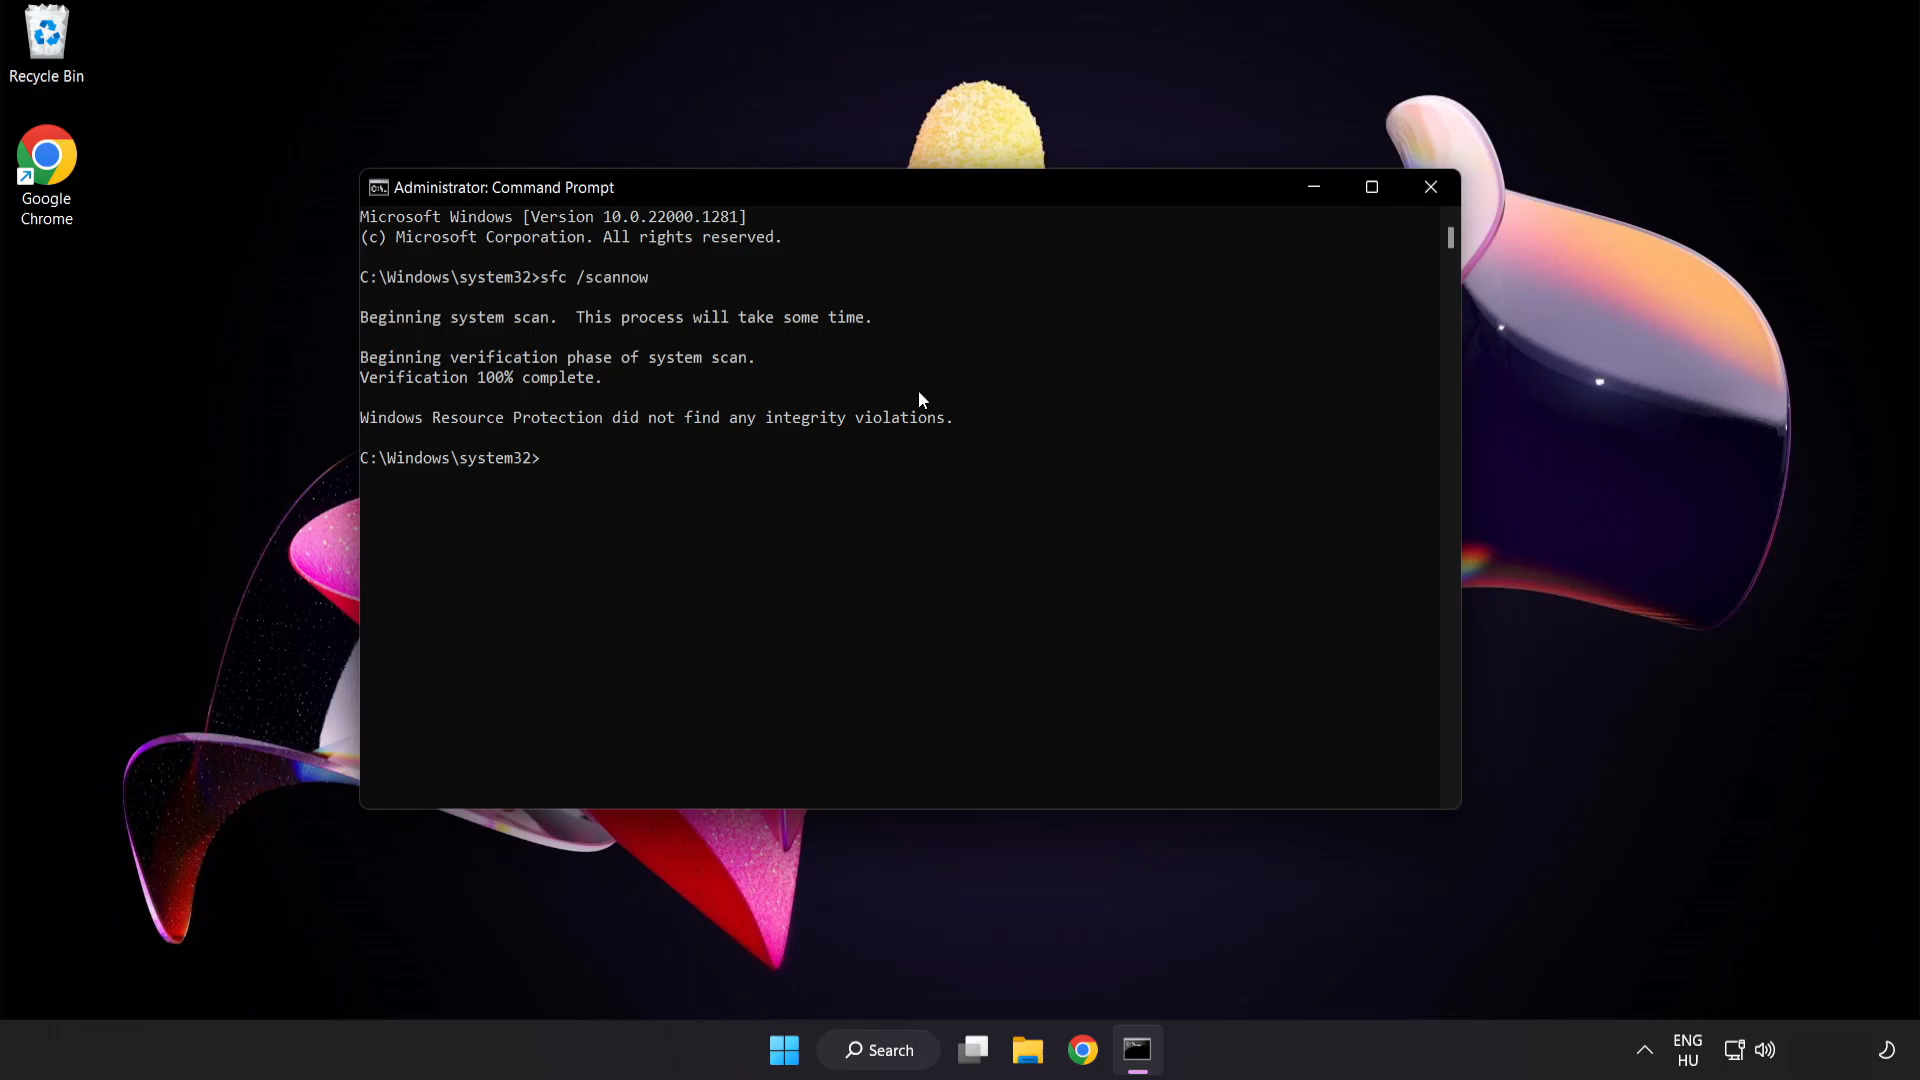 Recycle Bin
Google
Chrome
Administrator: Command Prompt
Microsoft Windows [Version 10.0.22000.1281]
(c) Microsoft Corporation. All rights reserved.
C:\Windows\system32>sfc /scannow
Beginning system scan.  This process will take some time.
Beginning verification phase of system scan.
Verification 100% complete.
Windows Resource Protection did not find any integrity violations.
C:\Windows\system32>
Search
ENG
HU